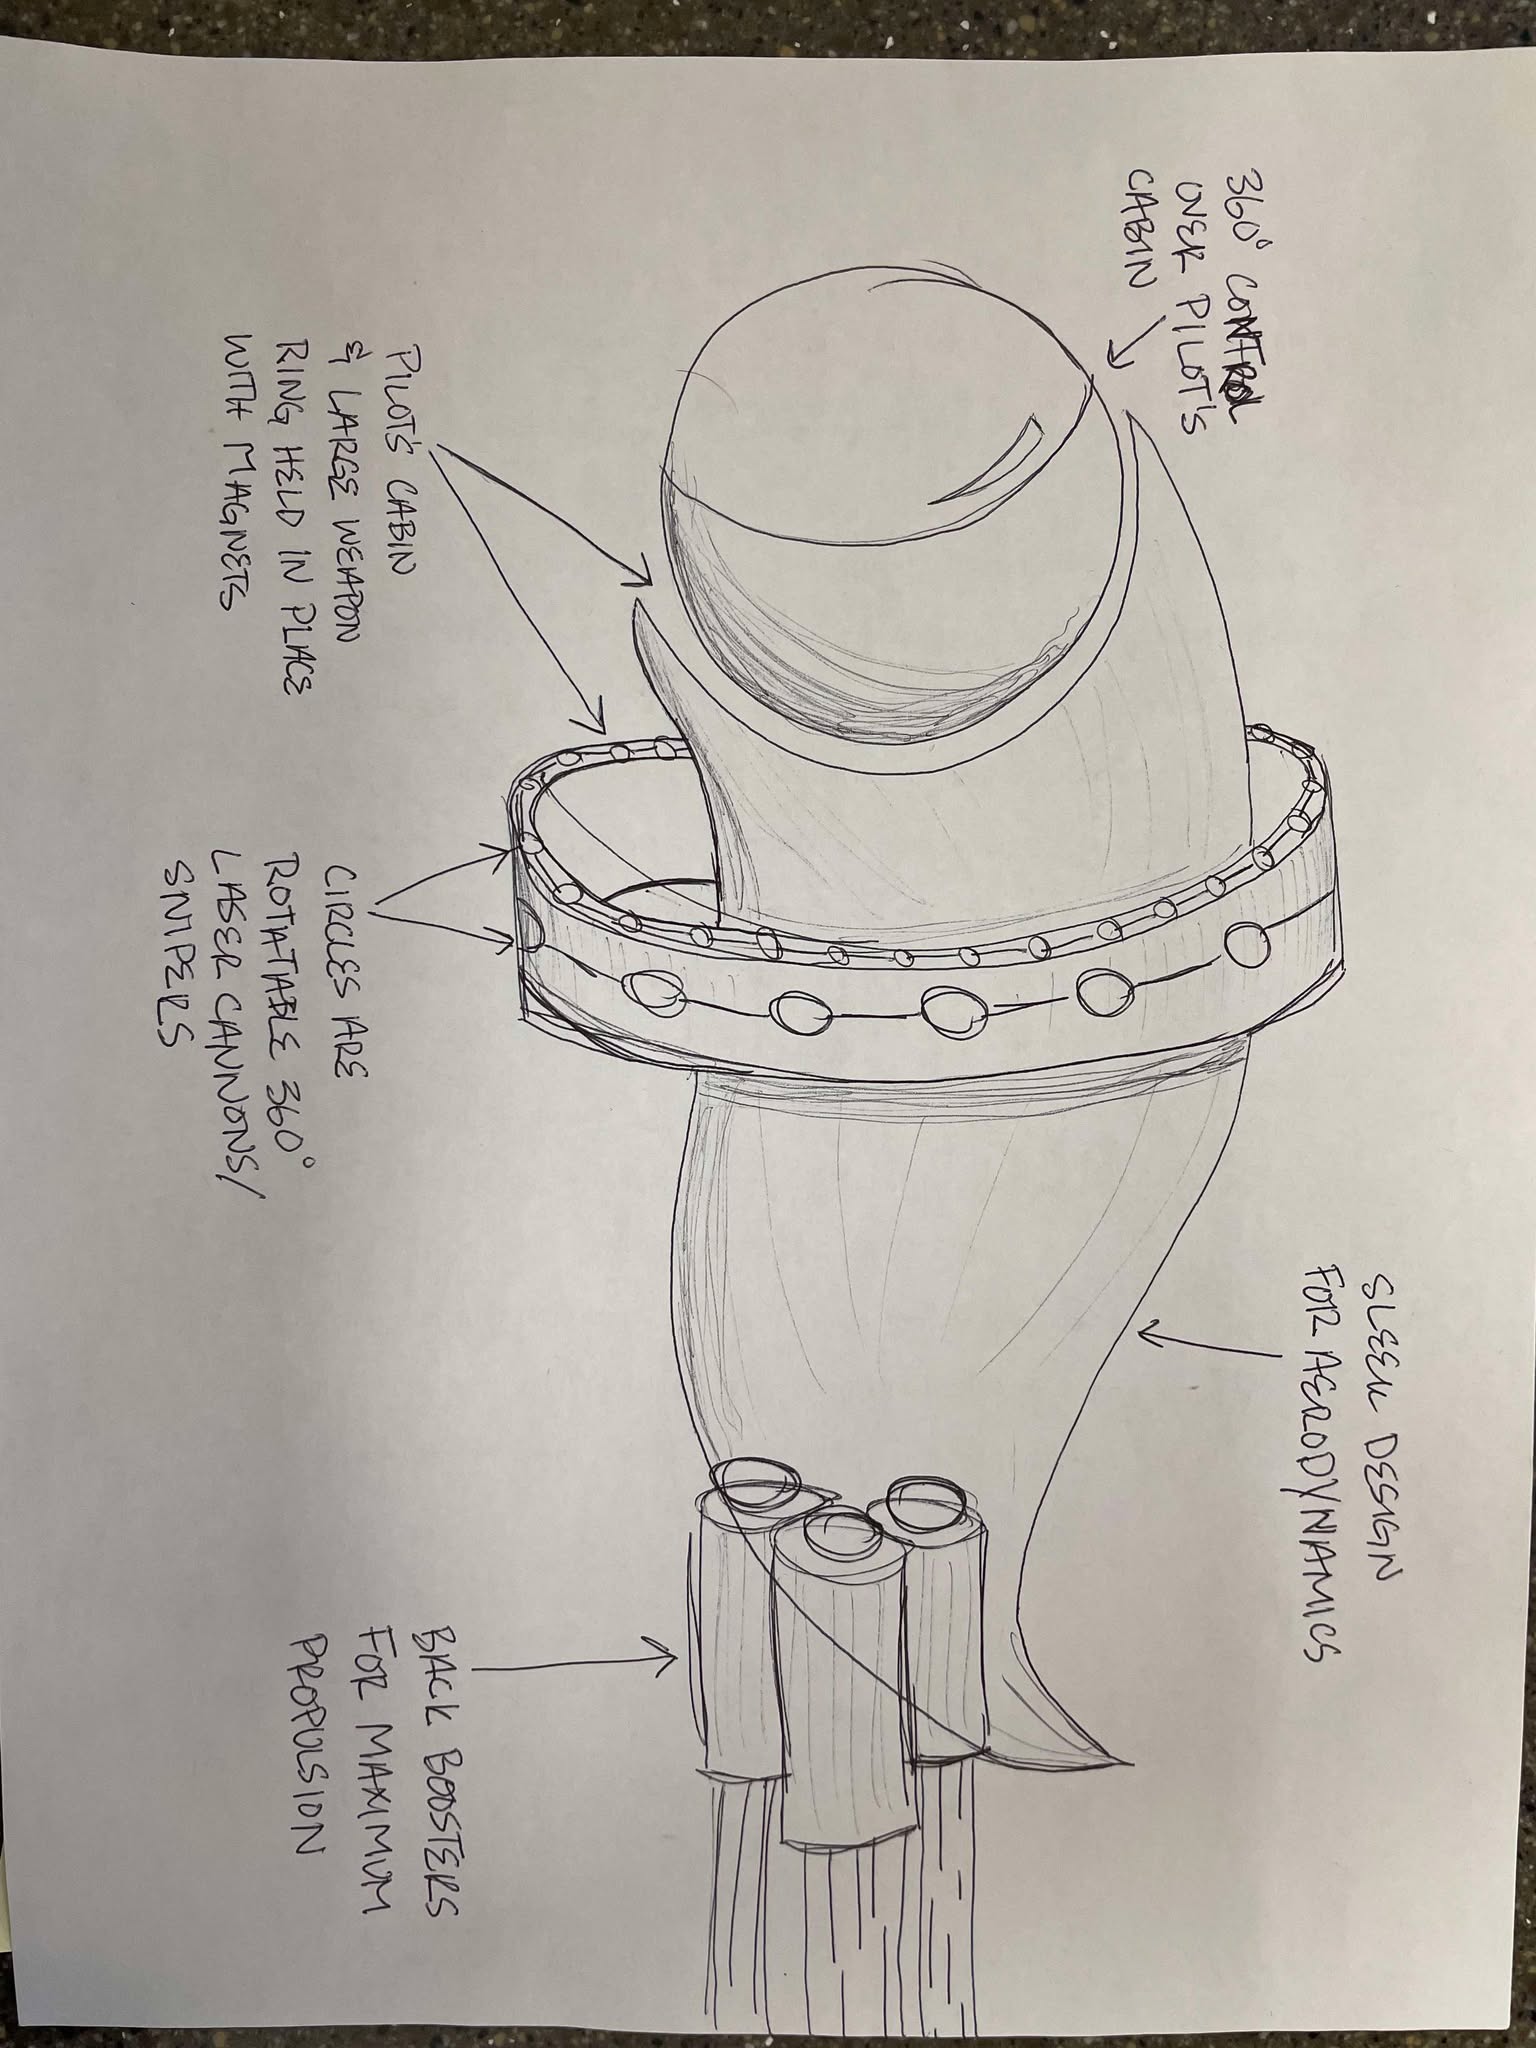 SLEEK DESIGN
FOR AERODYNAMICS
360° CONTROL
OVER PILOT'S
CABIN
PILOT'S CABIN
& LARGE WEAPON
RING HELD IN PLACE
WITH MAGNETS
CIRCLES ARE
ROTATABLE 360°
LASER CANNONS/
SNIPERS
BACK BOOSTERS
FOR MAXIMUM
PROPULSION